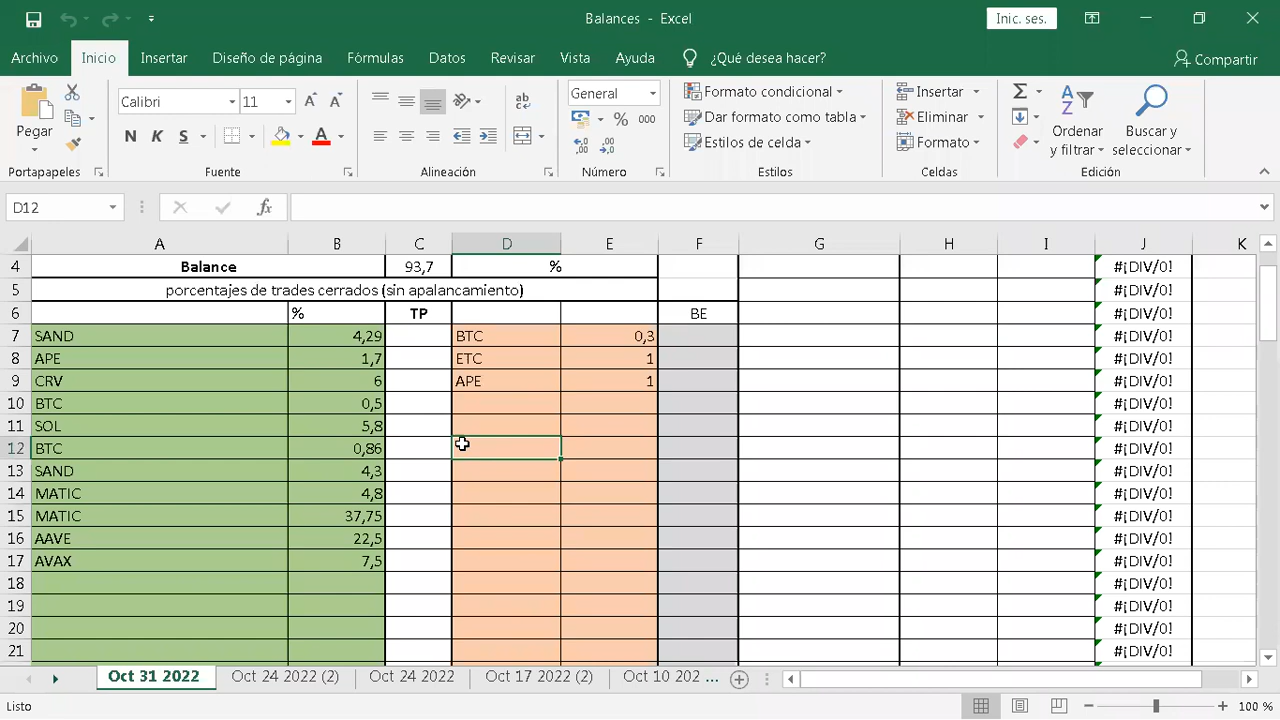 Balances - Excel
Inic. ses.
Archivo Inicio Insertar Diseño de página Fórmulas Datos Revisar Vista Ayuda ¿Qué desea hacer? Compartir
Pegar
Portapapeles
Calibri 11
N K S
Fuente
Alineación
General
% 000
Número
Formato condicional
Dar formato como tabla
Estilos de celda
Estilos
Insertar
Eliminar
Formato
Celdas
Ordenar y filtrar
Buscar y seleccionar
Edición
D12 fx
A B C D E F G H I J K
4 Balance 93,7 % #¡DIV/0!
5 porcentajes de trades cerrados (sin apalancamiento) #¡DIV/0!
6 % TP BE #¡DIV/0!
7 SAND 4,29 BTC 0,3 #¡DIV/0!
8 APE 1,7 ETC 1 #¡DIV/0!
9 CRV 6 APE 1 #¡DIV/0!
10 BTC 0,5 #¡DIV/0!
11 SOL 5,8 #¡DIV/0!
12 BTC 0,86 #¡DIV/0!
13 SAND 4,3 #¡DIV/0!
14 MATIC 4,8 #¡DIV/0!
15 MATIC 37,75 #¡DIV/0!
16 AAVE 22,5 #¡DIV/0!
17 AVAX 7,5 #¡DIV/0!
18 #¡DIV/0!
19 #¡DIV/0!
20 #¡DIV/0!
21 #¡DIV/0!
Oct 31 2022 Oct 24 2022 (2) Oct 24 2022 Oct 17 2022 (2) Oct 10 202 ...
Listo 100 %